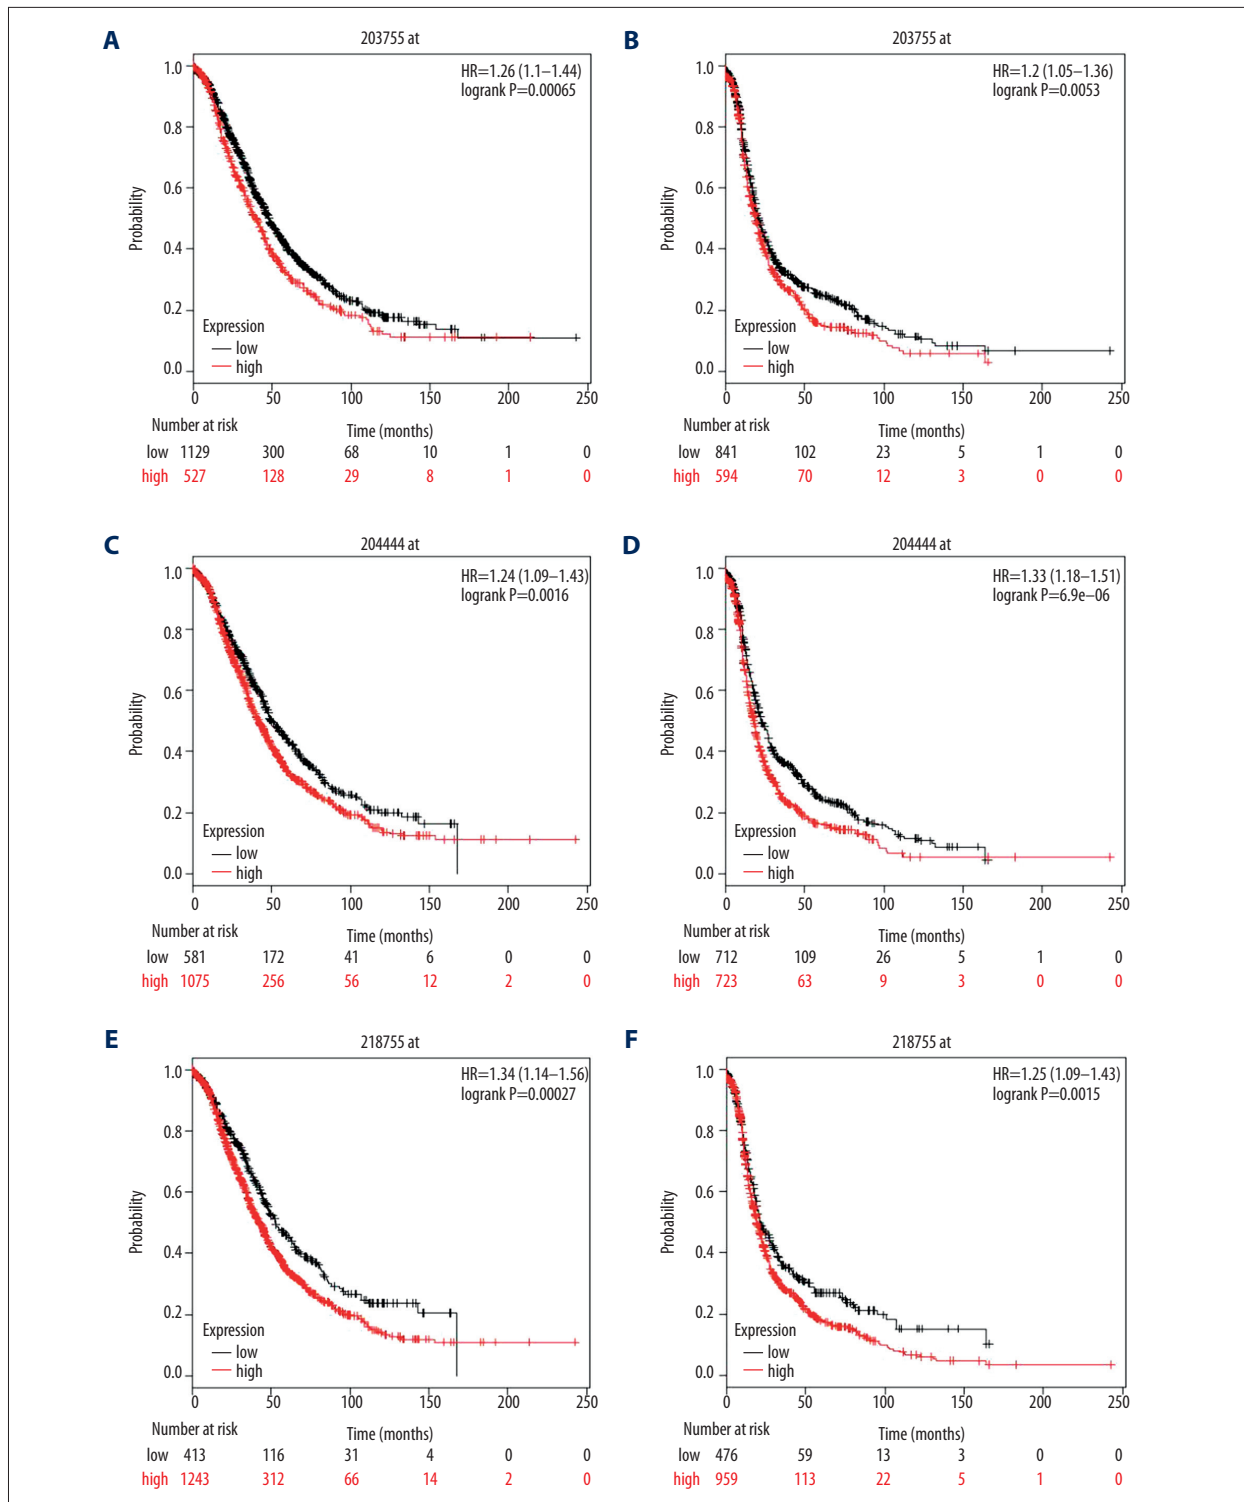 A
203755 at
HR=1.26 (1.1–1.44)
logrank P=0.00065
1.0
0.8
0.6
0.4
0.2
0.0
Probability
Expression
low
high
0 50 100 150 200 250
Number at risk
Time (months)
low 1129 300 68 10 1 0
high 527 128 29 8 1 0
B
203755 at
HR=1.2 (1.05–1.36)
logrank P=0.0053
1.0
0.8
0.6
0.4
0.2
0.0
Probability
Expression
low
high
0 50 100 150 200 250
Number at risk
Time (months)
low 841 102 23 5 1 0
high 594 70 12 3 0 0
C
204444 at
HR=1.24 (1.09–1.43)
logrank P=0.0016
1.0
0.8
0.6
0.4
0.2
0.0
Probability
Expression
low
high
0 50 100 150 200 250
Number at risk
Time (months)
low 581 172 41 6 0 0
high 1075 256 56 12 2 0
D
204444 at
HR=1.33 (1.18–1.51)
logrank P=6.9e–06
1.0
0.8
0.6
0.4
0.2
0.0
Probability
Expression
low
high
0 50 100 150 200 250
Number at risk
Time (months)
low 712 109 26 5 1 0
high 723 63 9 3 0 0
E
218755 at
HR=1.34 (1.14–1.56)
logrank P=0.00027
1.0
0.8
0.6
0.4
0.2
0.0
Probability
Expression
low
high
0 50 100 150 200 250
Number at risk
Time (months)
low 413 116 31 4 0 0
high 1243 312 66 14 2 0
F
218755 at
HR=1.25 (1.09–1.43)
logrank P=0.0015
1.0
0.8
0.6
0.4
0.2
0.0
Probability
Expression
low
high
0 50 100 150 200 250
Number at risk
Time (months)
low 476 59 13 3 0 0
high 959 113 22 5 1 0